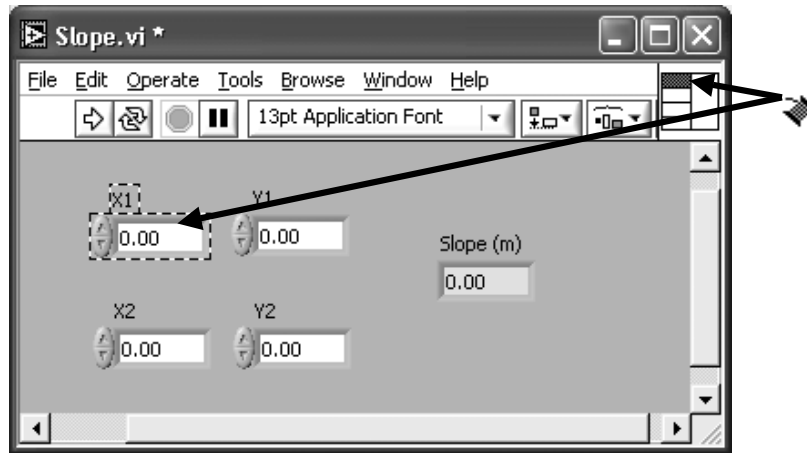 Slope.vi *
File Edit Operate Tools Browse Window Help
13pt Application Font
X1 Y1
0.00 0.00
Slope (m)
0.00
X2 Y2
0.00 0.00